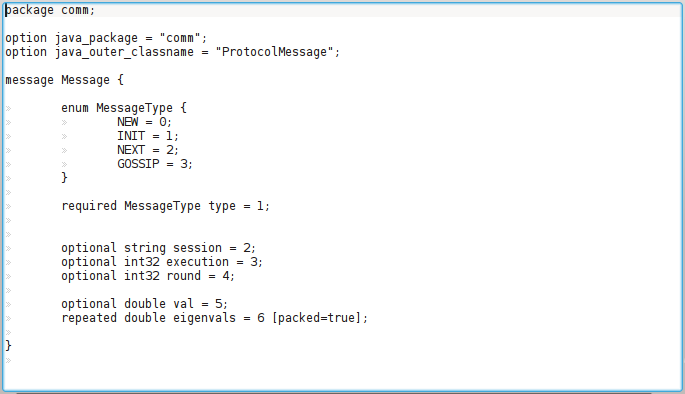 package comm;
option java_package = "comm";
option java_outer_classname = "ProtocolMessage";
message Message {
enum MessageType {
NEW = 0;
INIT = 1;
NEXT = 2;
GOSSIP = 3;
}
required MessageType type = 1;
optional string session = 2;
optional int32 execution = 3;
optional int32 round = 4;
optional double val = 5;
repeated double eigenvals = 6 [packed=true];
}